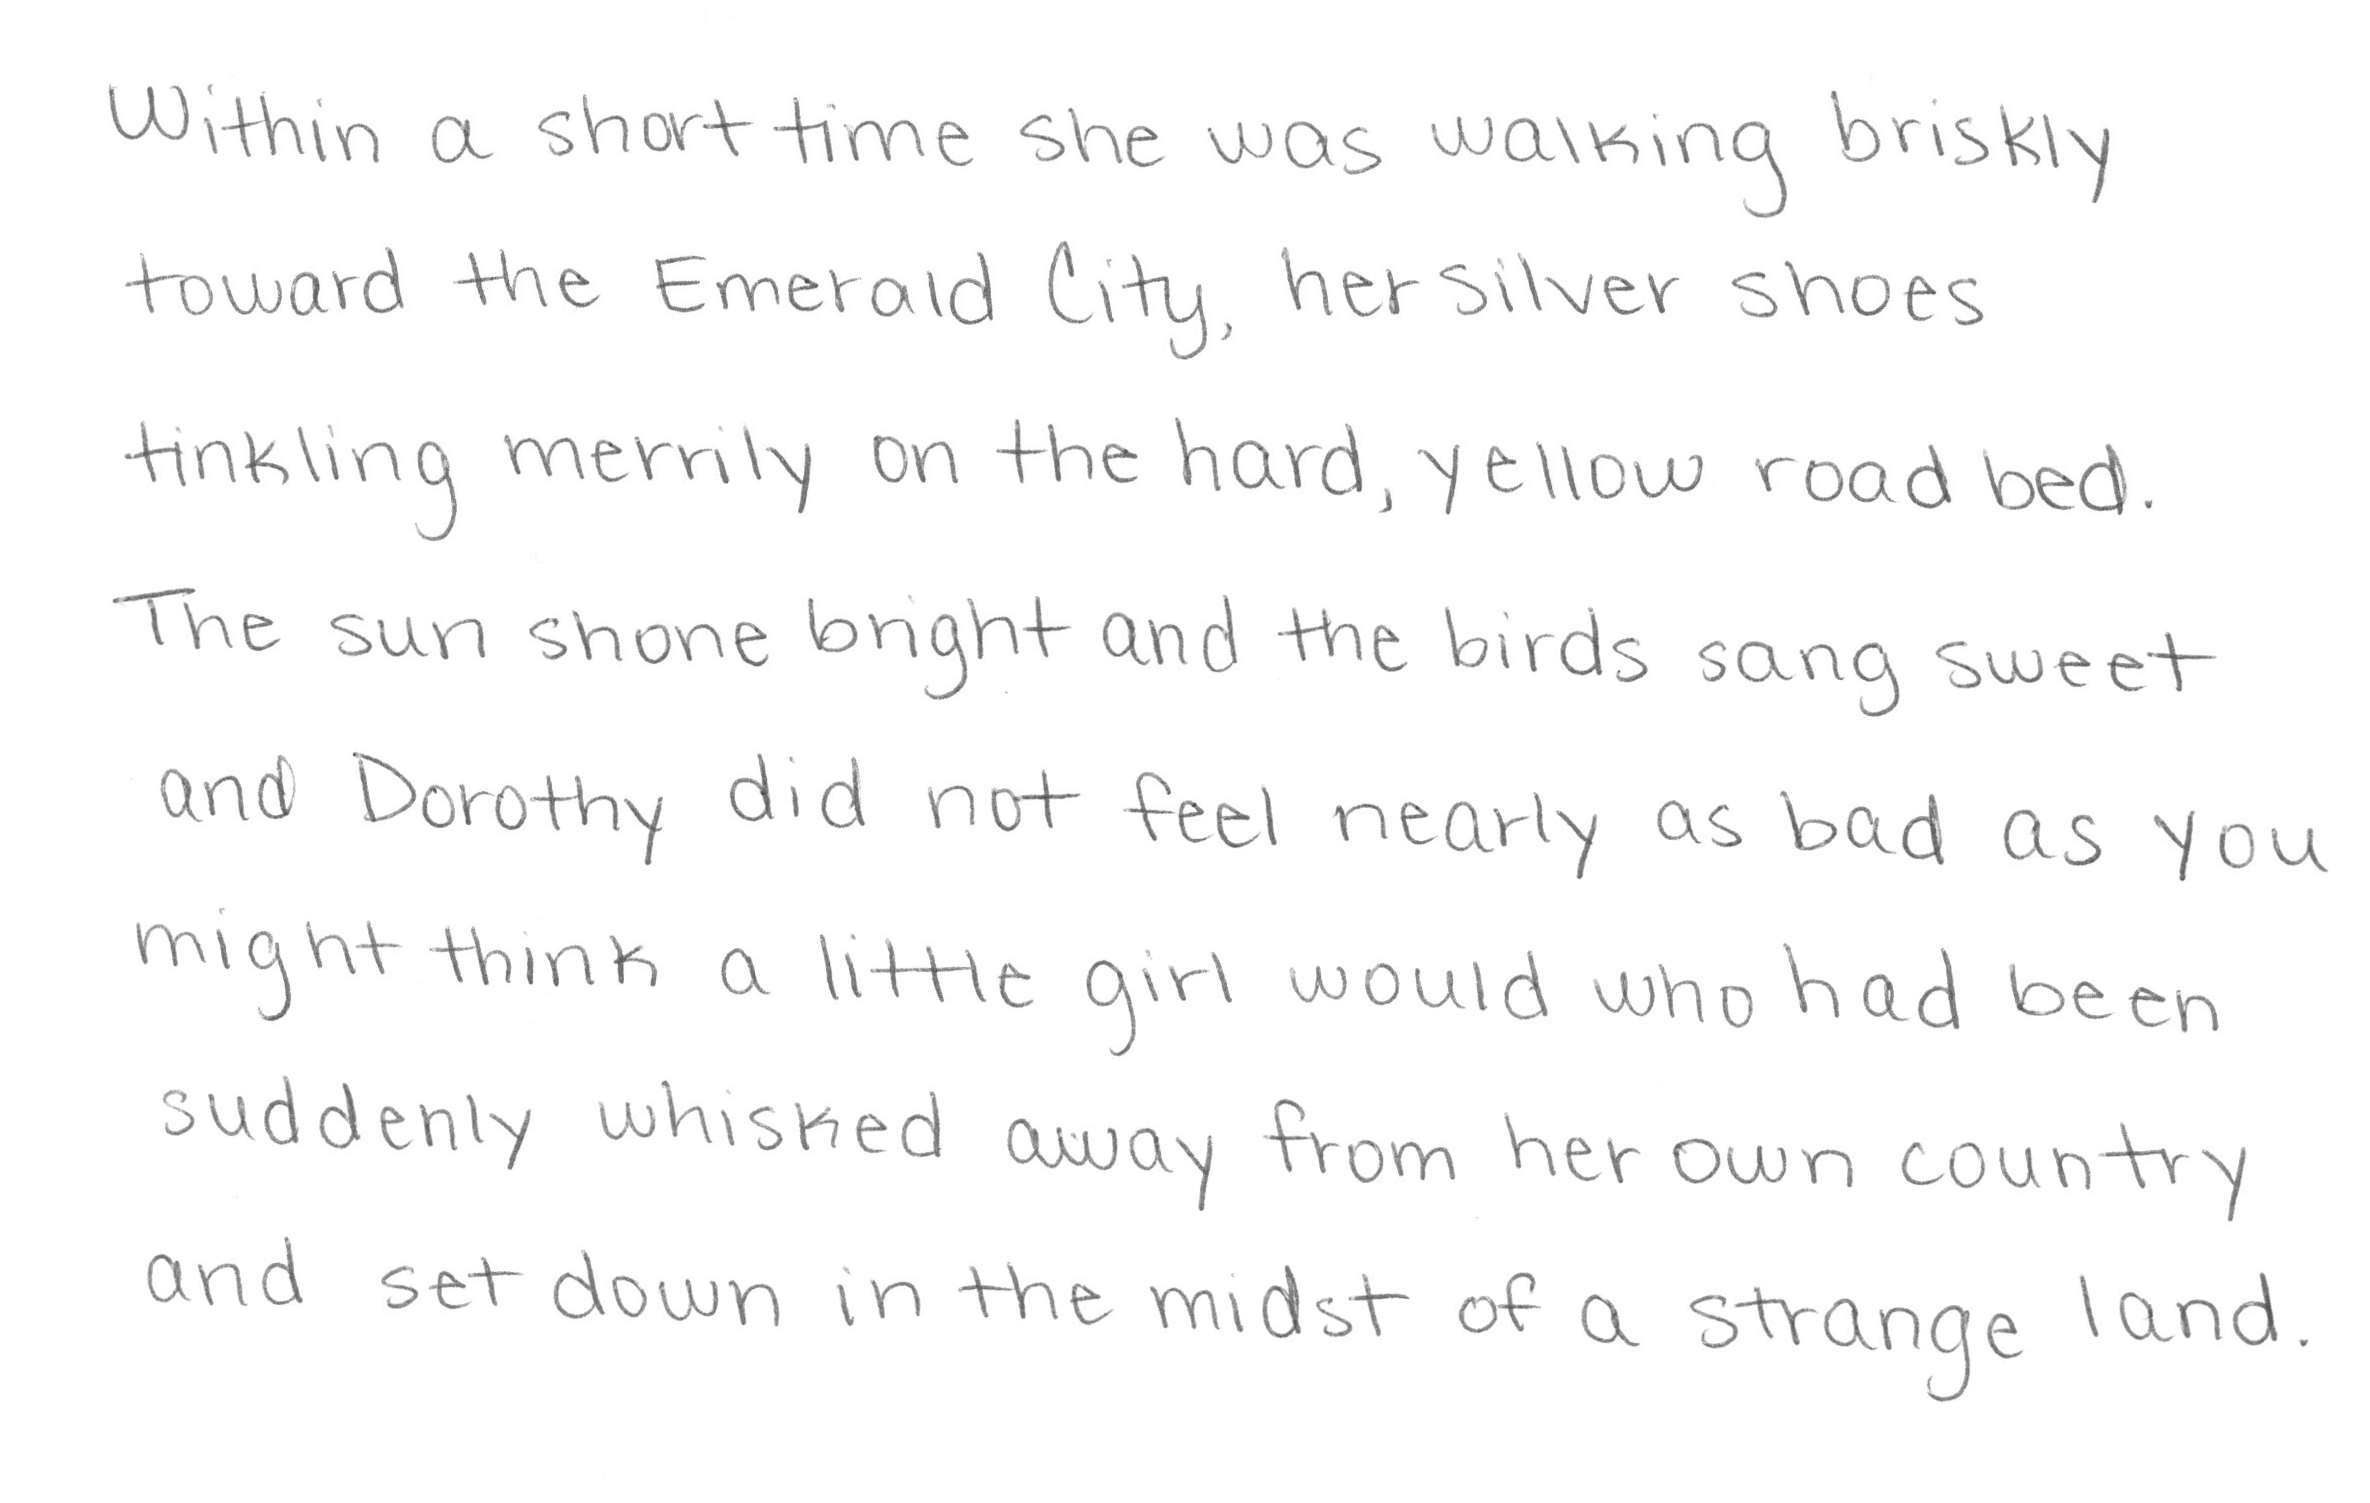 Within a short time she was walking briskly
toward the Emerald City, her silver shoes
tinkling merrily on the hard, yellow road bed.
The sun shone bright and the birds sang sweet
and Dorothy did not feel nearly as bad as you
might think a little girl would who had been
suddenly whisked away from her own country
and set down in the midst of a strange land.